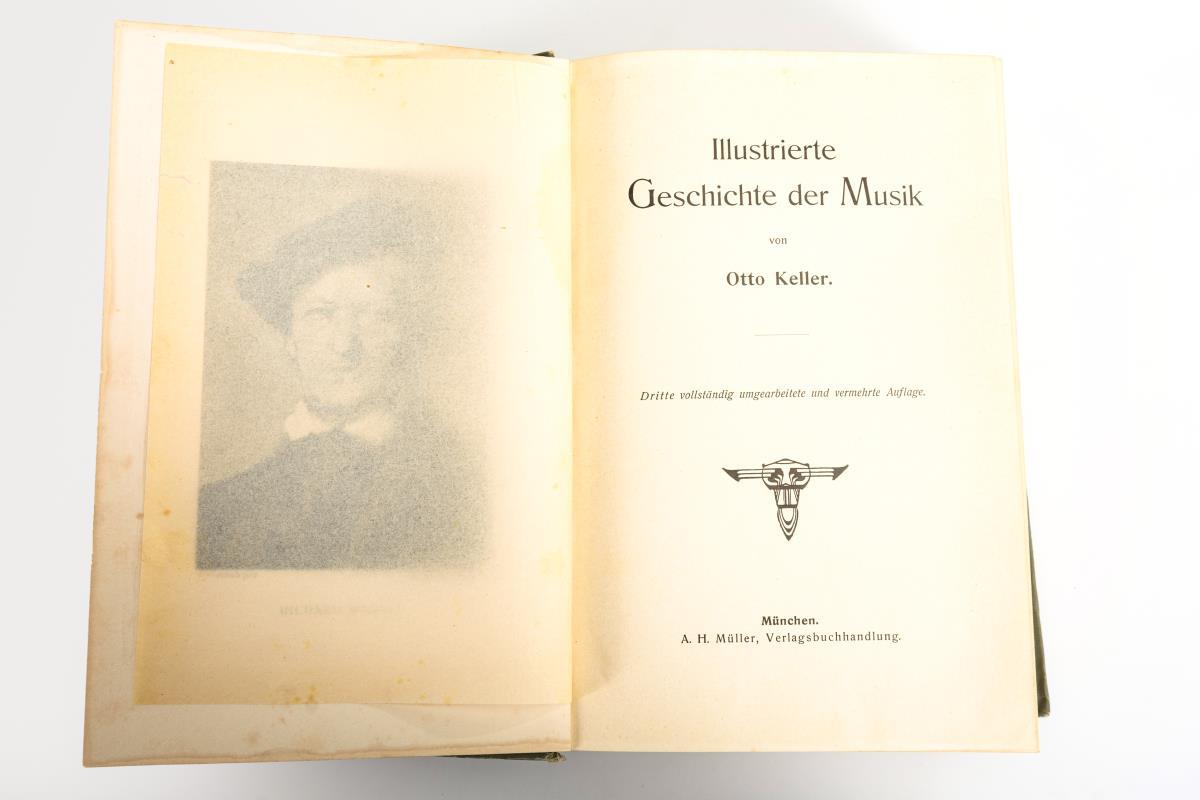 Illustrierte
Geschichte der Musik
von
Otto Keller.
Dritte vollständig umgearbeitete und vermehrte Auflage.
München.
A. H. Müller, Verlagsbuchhandlung.